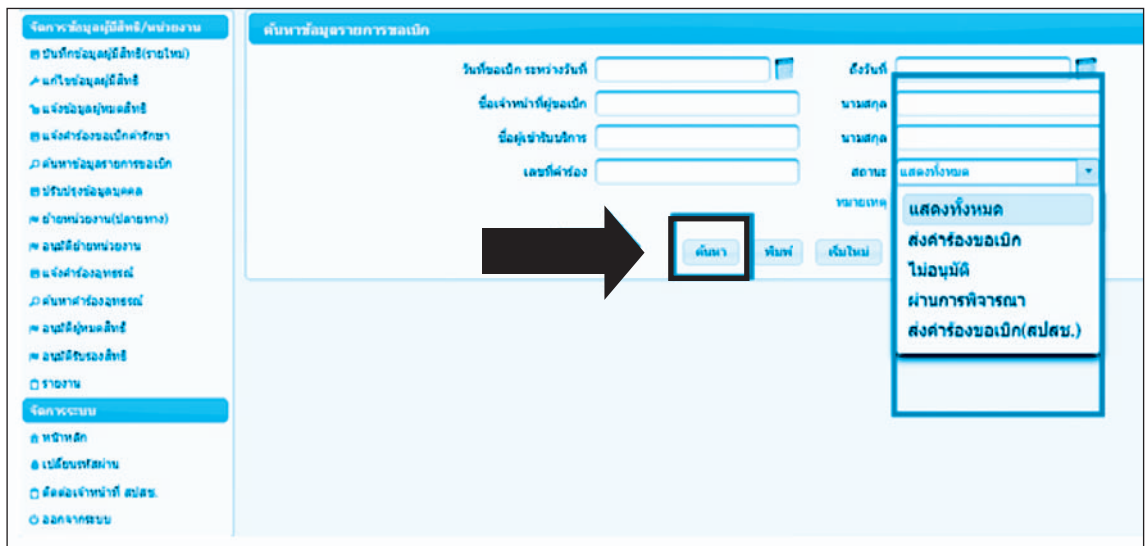 จัดการข้อมูลผู้มีสิทธิ/หน่วยงาน
บันทึกข้อมูลผู้มีสิทธิ(รายใหม่)
แก้ไขข้อมูลผู้มีสิทธิ
แจ้งข้อมูลผู้หมดสิทธิ
แจ้งคำร้องขอเบิกค่ารักษา
ค้นหาข้อมูลรายการขอเบิก
ปรับปรุงข้อมูลบุคคล
ย้ายหน่วยงาน(ปลายทาง)
อนุมัติย้ายหน่วยงาน
แจ้งคำร้องอุทธรณ์
ค้นหาคำร้องอุทธรณ์
อนุมัติผู้หมดสิทธิ
อนุมัติรับรองสิทธิ
รายงาน
จัดการระบบ
หน้าหลัก
เปลี่ยนรหัสผ่าน
ติดต่อเจ้าหน้าที่ สปสช.
ออกจากระบบ
ค้นหาข้อมูลรายการขอเบิก
วันที่ขอเบิก ระหว่างวันที่ ถึงวันที่
ชื่อเจ้าหน้าที่ผู้ขอเบิก นามสกุล
ชื่อผู้เข้ารับบริการ นามสกุล
เลขที่คำร้อง สถานะ แสดงทั้งหมด
หมายเหตุ
แสดงทั้งหมด
ส่งคำร้องขอเบิก
ไม่อนุมัติ
ผ่านการพิจารณา
ส่งคำร้องขอเบิก(สปสช.)
ค้นหา พิมพ์ เริ่มใหม่